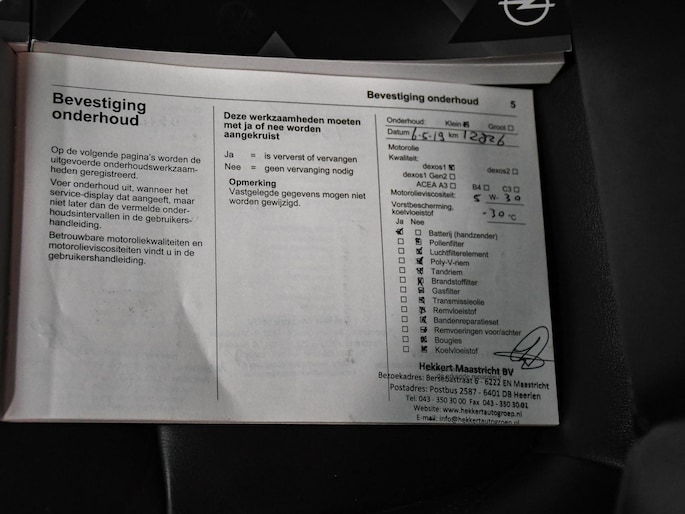 Bevestiging onderhoud 5
Bevestiging
onderhoud
Op de volgende pagina's worden de
uitgevoerde onderhoudswerkzaam-
heden geregistreerd.
Voer onderhoud uit, wanneer het
service-display dat aangeeft, maar
niet later dan de vermelde onder-
houdsintervallen in de gebruikers-
handleiding.
Betrouwbare motoroliekwaliteiten en
motorolieviscositeiten vindt u in de
gebruikershandleiding.
Deze werkzaamheden moeten
met ja of nee worden
aangekruist
Ja = is ververst of vervangen
Nee = geen vervanging nodig
Opmerking
Vastgelegde gegevens mogen niet
worden gewijzigd.
Onderhoud: Klein Groot
Datum 6-5-19 km
Motorolie
Kwaliteit:
dexos1 dexos2
dexos1 Gen2
ACEA A3 B4 C3
Motorolieviscositeit: 5 W- 30
Vorstbescherming,
koelvloeistof -30 °C
Ja Nee
Batterij (handzender)
Pollenfilter
Luchtfilterelement
Poly-V-riem
Tandriem
Brandstoffilter
Gasfilter
Transmissieolie
Remvloeistof
Bandenreparatieset
Remvoeringen voor/achter
Bougies
Koelvloeistof
Hekkert Maastricht BV
Bezoekadres: Bersebastraat 6 - 6222 EN Maastricht
Postadres: Postbus 2587 - 6401 DB Heerlen
Tel: 043 - 350 30 00 Fax 043 - 350 30 01
Website: www.hekkertautogroep.nl
E-mail: info@hekkertautogroep.nl